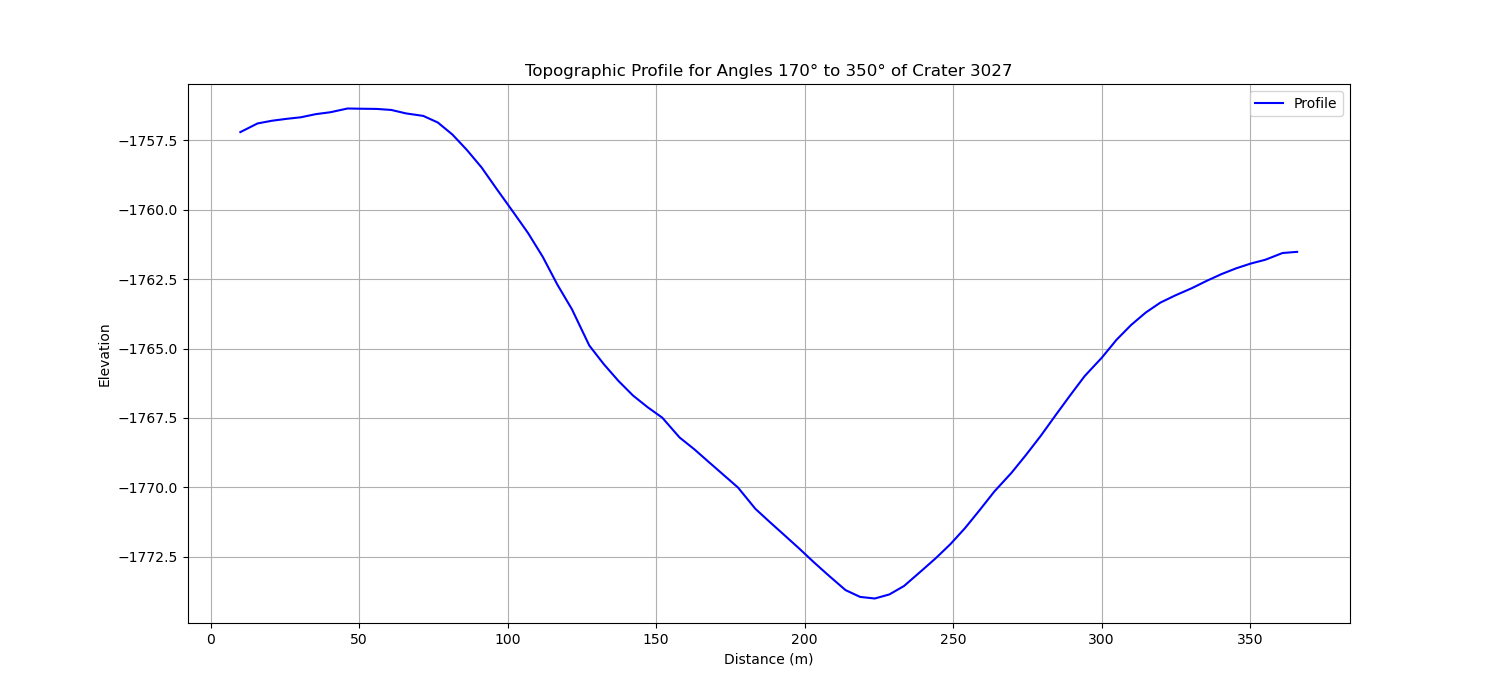 Topographic Profile for Angles 170° to 350° of Crater 3027
Profile
−1757.5
−1760.0
−1762.5
−1765.0
−1767.5
−1770.0
−1772.5
Elevation
0 50 100 150 200 250 300 350
Distance (m)